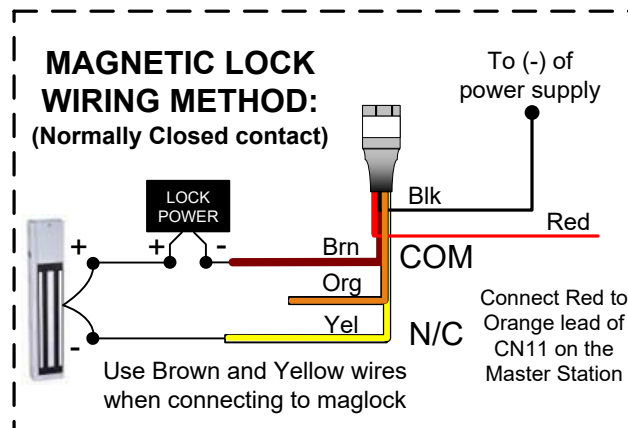 MAGNETIC LOCK
WIRING METHOD:
(Normally Closed contact)
To (-) of
power supply
LOCK
POWER
Blk
Red
+
+ -
Brn
COM
Org
Yel
N/C
-
Connect Red to
Orange lead of
CN11 on the
Master Station
Use Brown and Yellow wires
when connecting to maglock